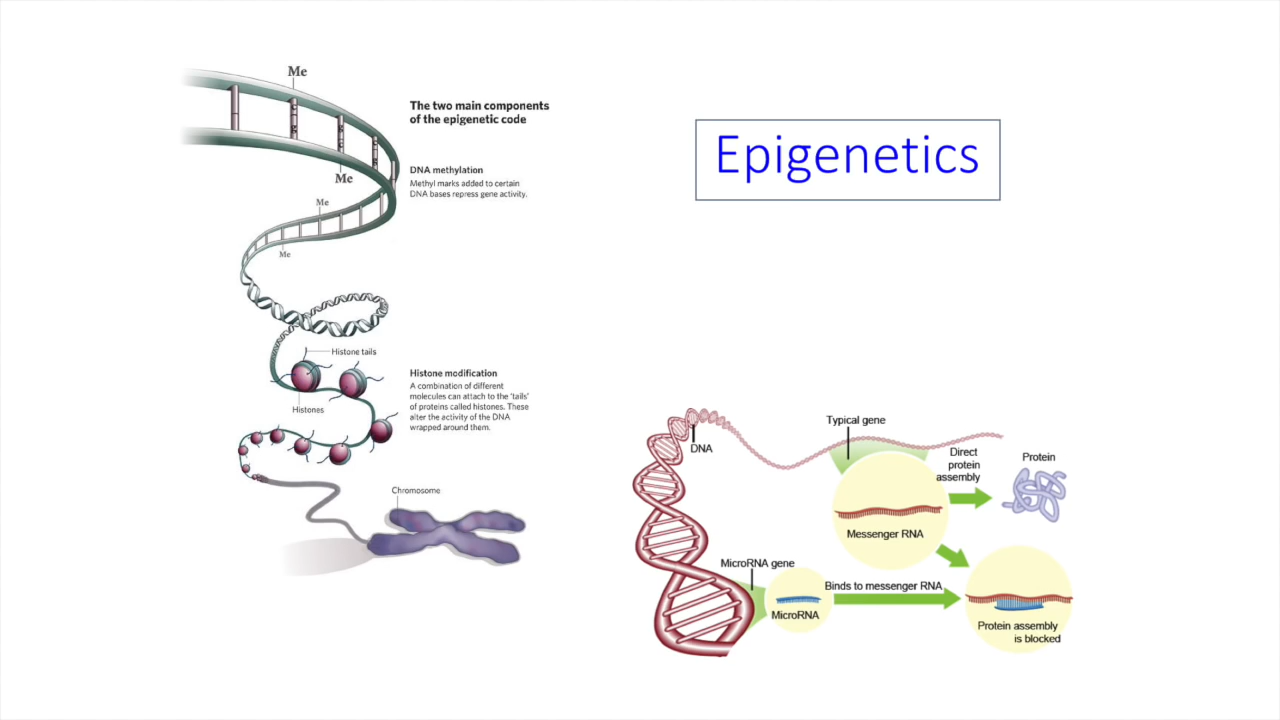 Epigenetics
Me
The two main components
of the epigenetic code
DNA methylation
Methyl marks added to certain
DNA bases repress gene activity.
Me
Me
Me
Histone tails
Histones
Histone modification
A combination of different
molecules can attach to the ‘tails’
of proteins called histones. These
alter the activity of the DNA
wrapped around them.
Chromosome
DNA
Typical gene
Direct
protein
assembly
Protein
Messenger RNA
MicroRNA gene
MicroRNA
Binds to messenger RNA
Protein assembly
is blocked